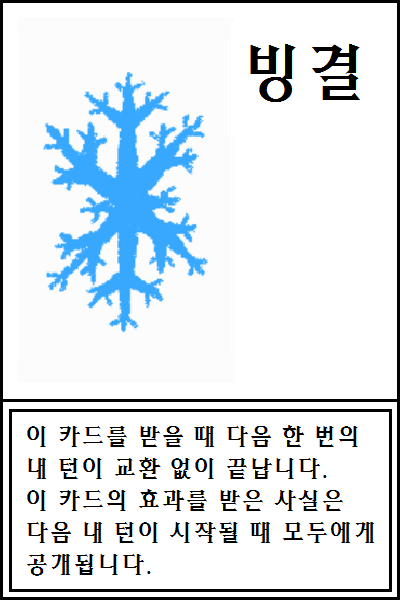 빙결
이 카드를 받을 때 다음 한 번의
내 턴이 교환 없이 끝납니다.
이 카드의 효과를 받은 사실은
다음 내 턴이 시작될 때 모두에게
공개됩니다.